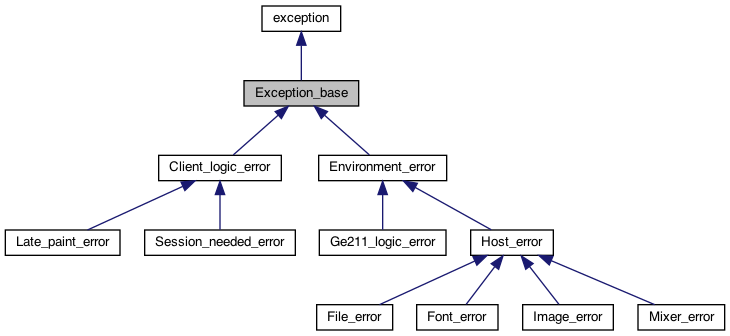 exception
Exception_base
Client_logic_error
Environment_error
Late_paint_error
Session_needed_error
Ge211_logic_error
Host_error
File_error
Font_error
Image_error
Mixer_error